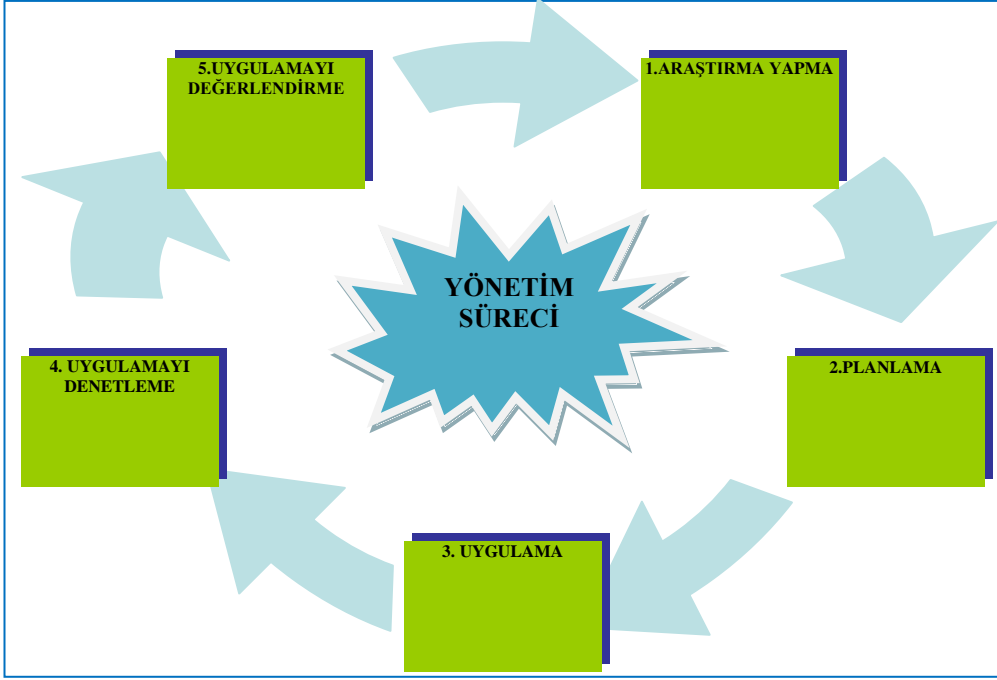 5.UYGULAMAYI
DEĞERLENDİRME
1.ARAŞTIRMA YAPMA
YÖNETİM
SÜRECİ
4. UYGULAMAYI
DENETLEME
2.PLANLAMA
3. UYGULAMA